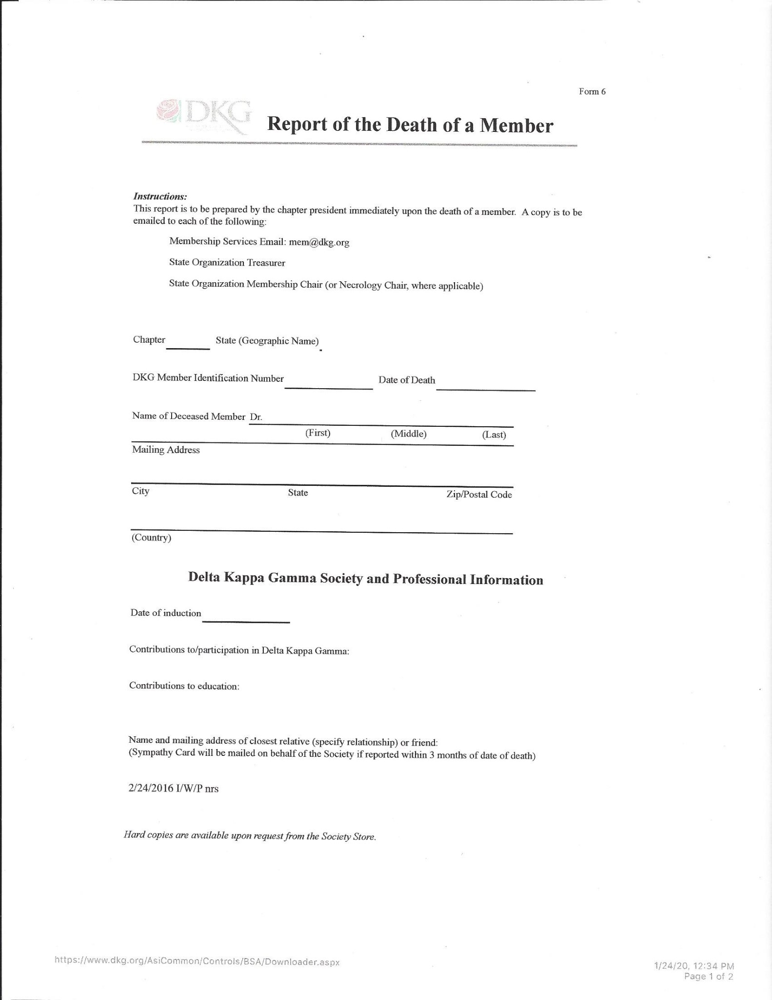 Form 6
DKG
Report of the Death of a Member
Instructions:
This report is to be prepared by the chapter president immediately upon the death of a member. A copy is to be
emailed to each of the following:
Membership Services Email: mem@dkg.org
State Organization Treasurer
State Organization Membership Chair (or Necrology Chair, where applicable)
Chapter State (Geographic Name)
DKG Member Identification Number Date of Death
Name of Deceased Member Dr.
(First) (Middle) (Last)
Mailing Address
City State Zip/Postal Code
(Country)
Delta Kappa Gamma Society and Professional Information
Date of induction
Contributions to/participation in Delta Kappa Gamma:
Contributions to education:
Name and mailing address of closest relative (specify relationship) or friend:
(Sympathy Card will be mailed on behalf of the Society if reported within 3 months of date of death)
2/24/2016 I/W/P nrs
Hard copies are available upon request from the Society Store.
https://www.dkg.org/AsiCommon/Controls/BSA/Downloader.aspx
1/24/20, 12:34 PM
Page 1 of 2